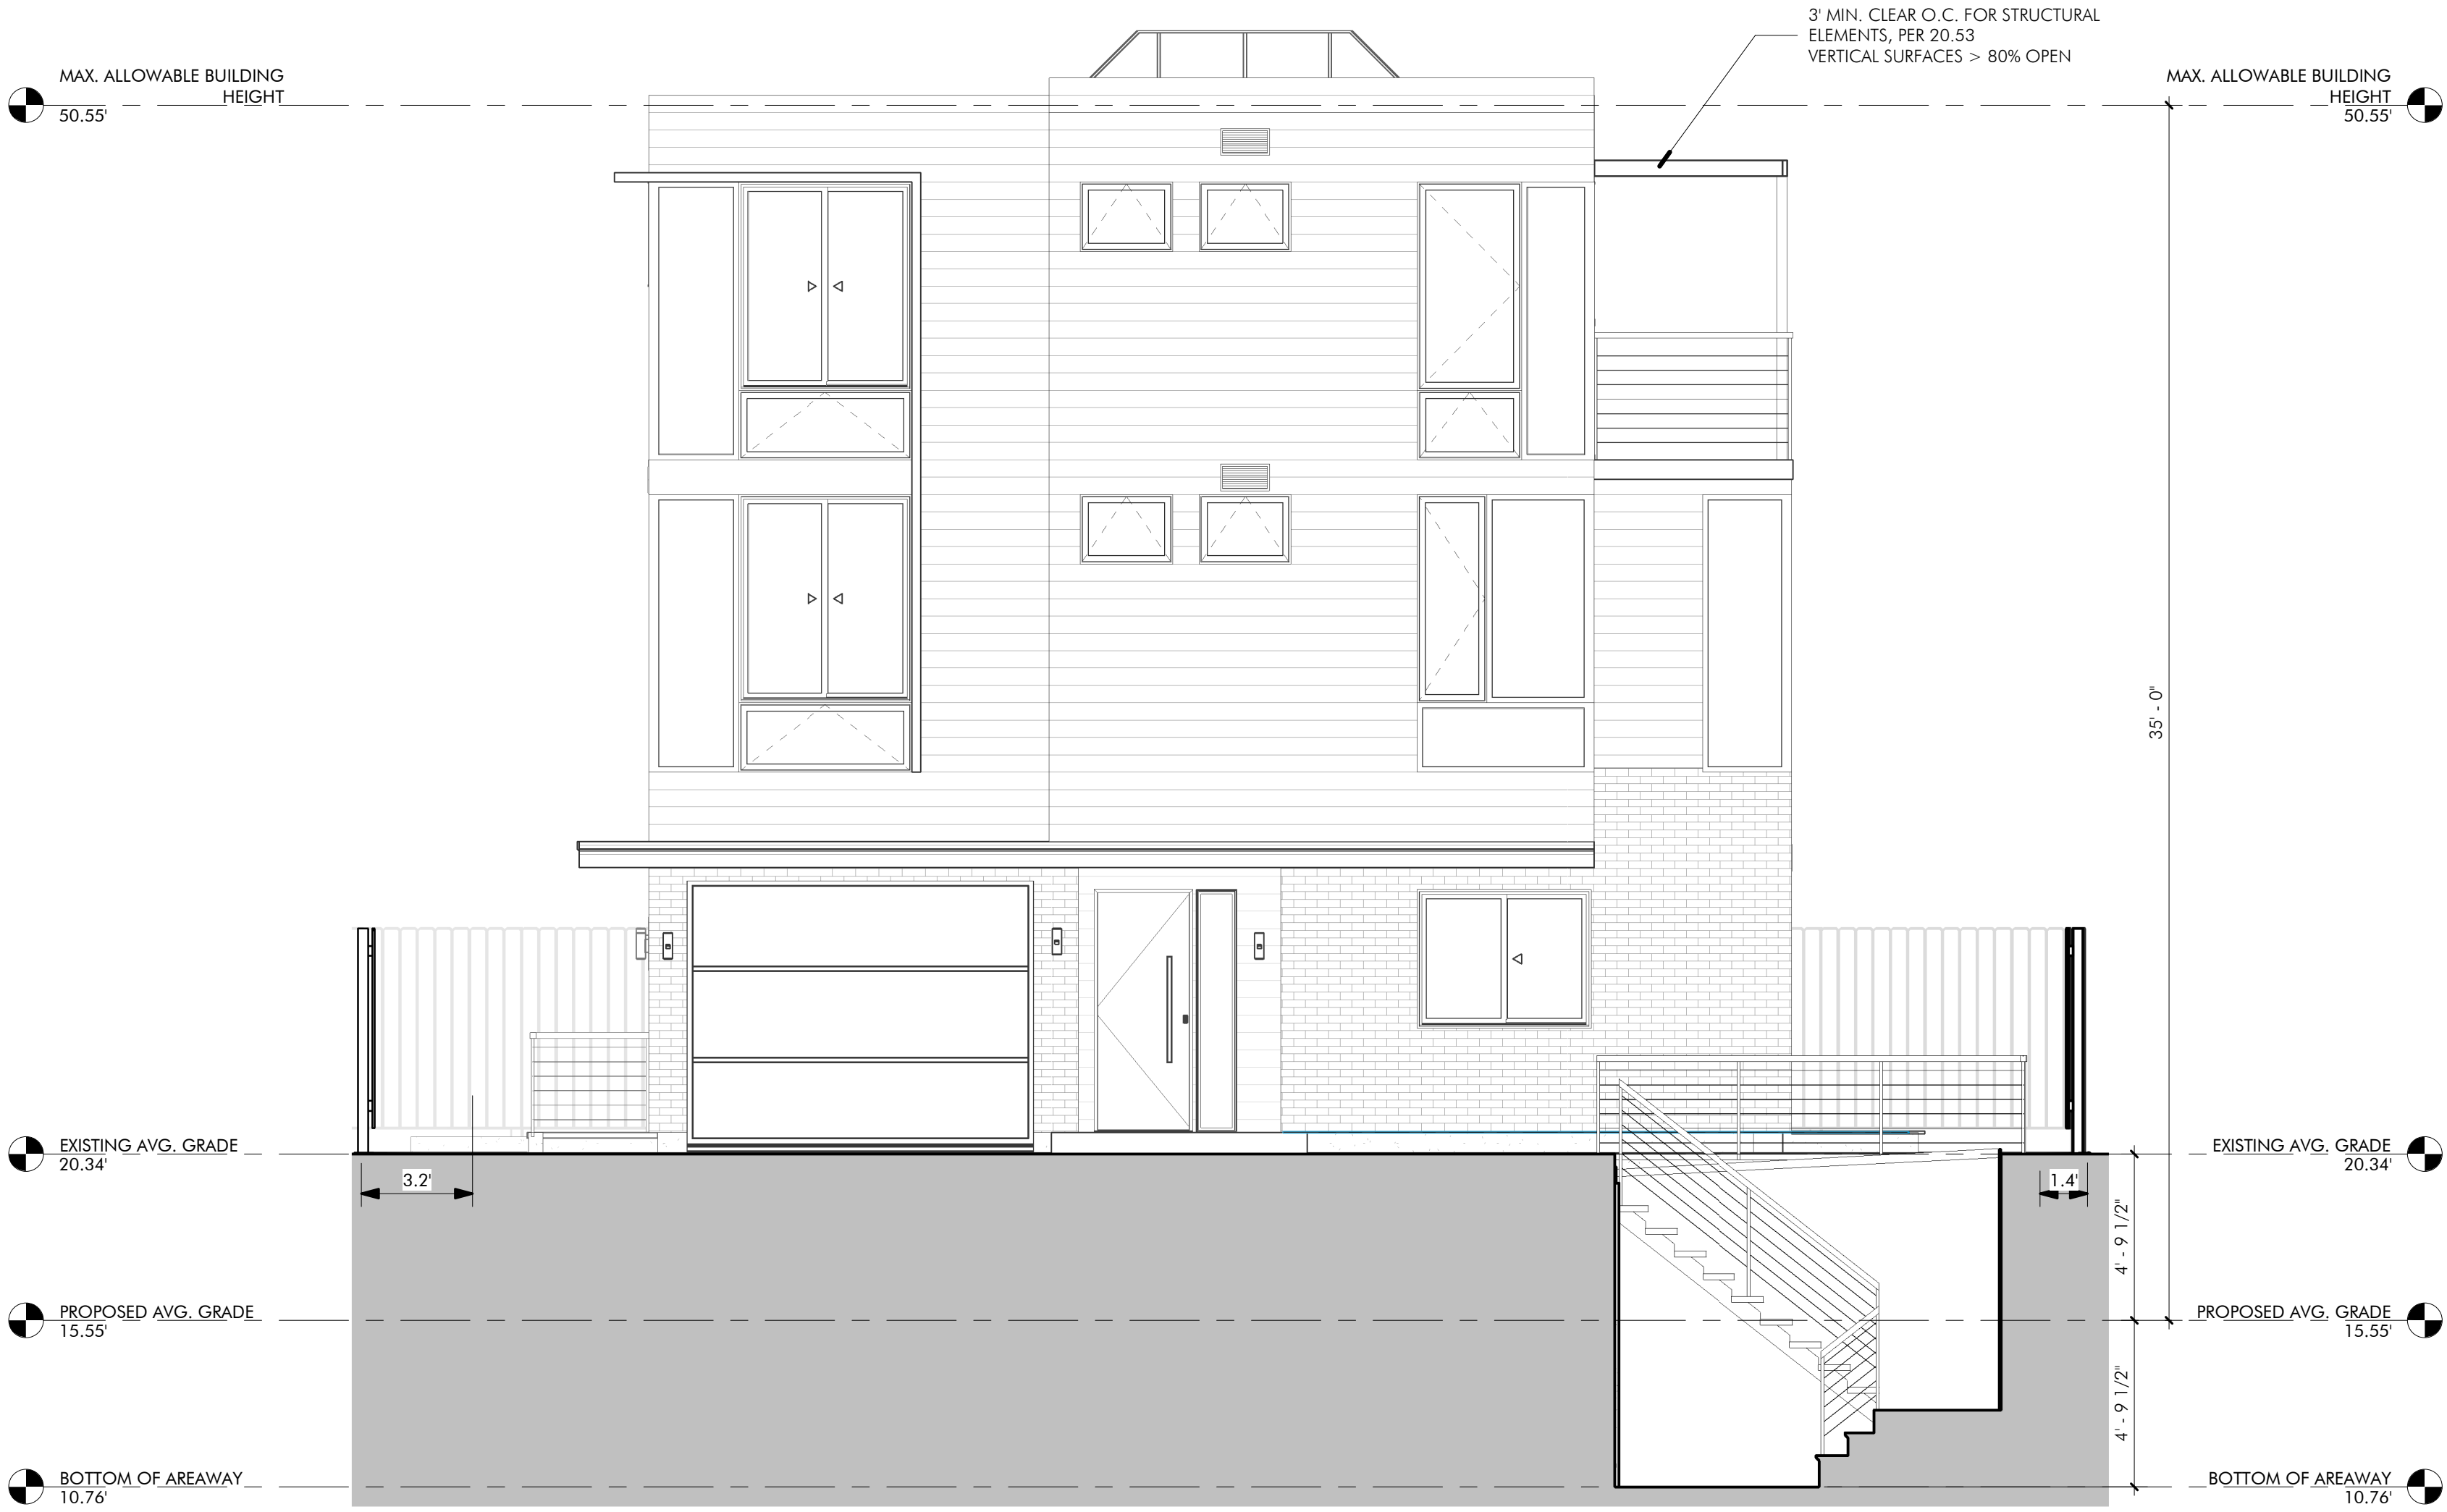 3' MIN. CLEAR O.C. FOR STRUCTURAL
ELEMENTS, PER 20.53
VERTICAL SURFACES > 80% OPEN
MAX. ALLOWABLE BUILDING
HEIGHT
50.55'
MAX. ALLOWABLE BUILDING
HEIGHT
50.55'
35' - 0"
EXISTING AVG. GRADE
20.34'
EXISTING AVG. GRADE
20.34'
3.2'
1.4'
4' - 9 1/2"
PROPOSED AVG. GRADE
15.55'
PROPOSED AVG. GRADE
15.55'
4' - 9 1/2"
BOTTOM OF AREAWAY
10.76'
BOTTOM OF AREAWAY
10.76'